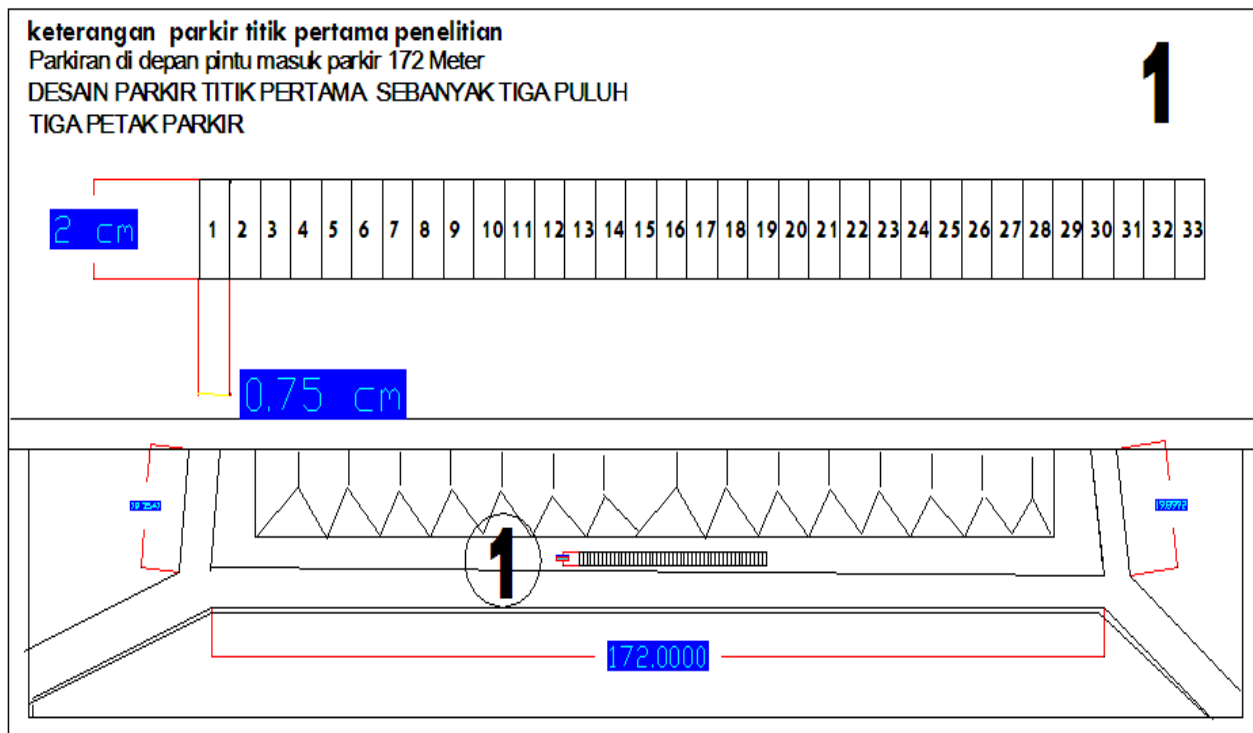 keterangan parkir titik pertama penelitian
Parkiran di depan pintu masuk parkir 172 Meter
DESAIN PARKIR TITIK PERTAMA SEBANYAK TIGA PULUH
TIGA PETAK PARKIR
1
2 cm
1 2 3 4 5 6 7 8 9 10 11 12 13 14 15 16 17 18 19 20 21 22 23 24 25 26 27 28 29 30 31 32 33
0.75 cm
1
172.0000